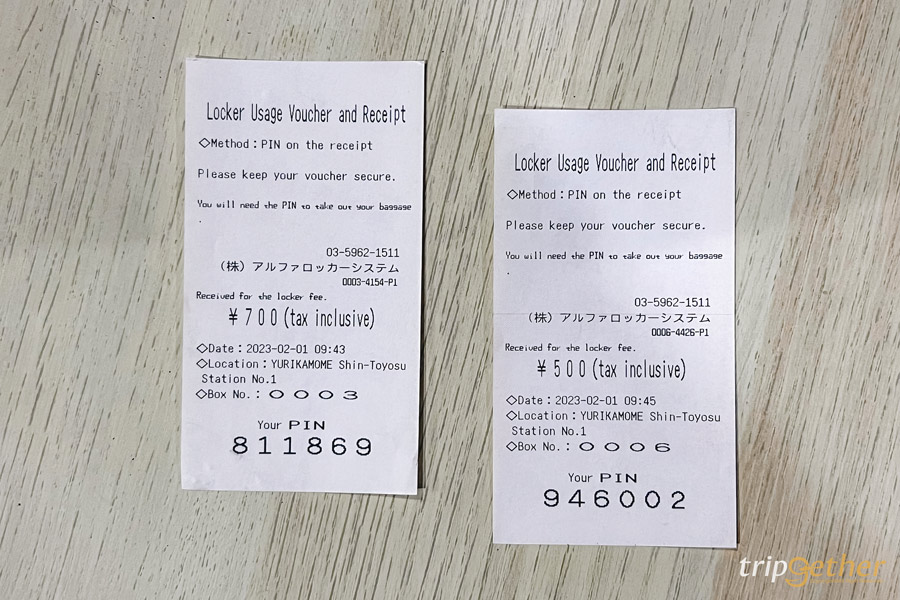 Locker Usage Voucher and Receipt
◇Method：PIN on the receipt
Please keep your voucher secure.
You will need the PIN to take out your baggage
.
03-5962-1511
（株）アルファロッカーシステム
0003-4154-P1
Received for the locker fee.
￥７００(tax inclusive)
◇Date：2023-02-01 09:43
◇Location：YURIKAMOME Shin-Toyosu
Station No.1
◇Box No.：０００３
Your PIN
811869
Locker Usage Voucher and Receipt
◇Method：PIN on the receipt
Please keep your voucher secure.
You will need the PIN to take out your baggage
.
03-5962-1511
（株）アルファロッカーシステム
0006-4426-P1
Received for the locker fee.
￥５００(tax inclusive)
◇Date：2023-02-01 09:45
◇Location：YURIKAMOME Shin-Toyosu
Station No.1
◇Box No.：０００６
Your PIN
946002
tripgether